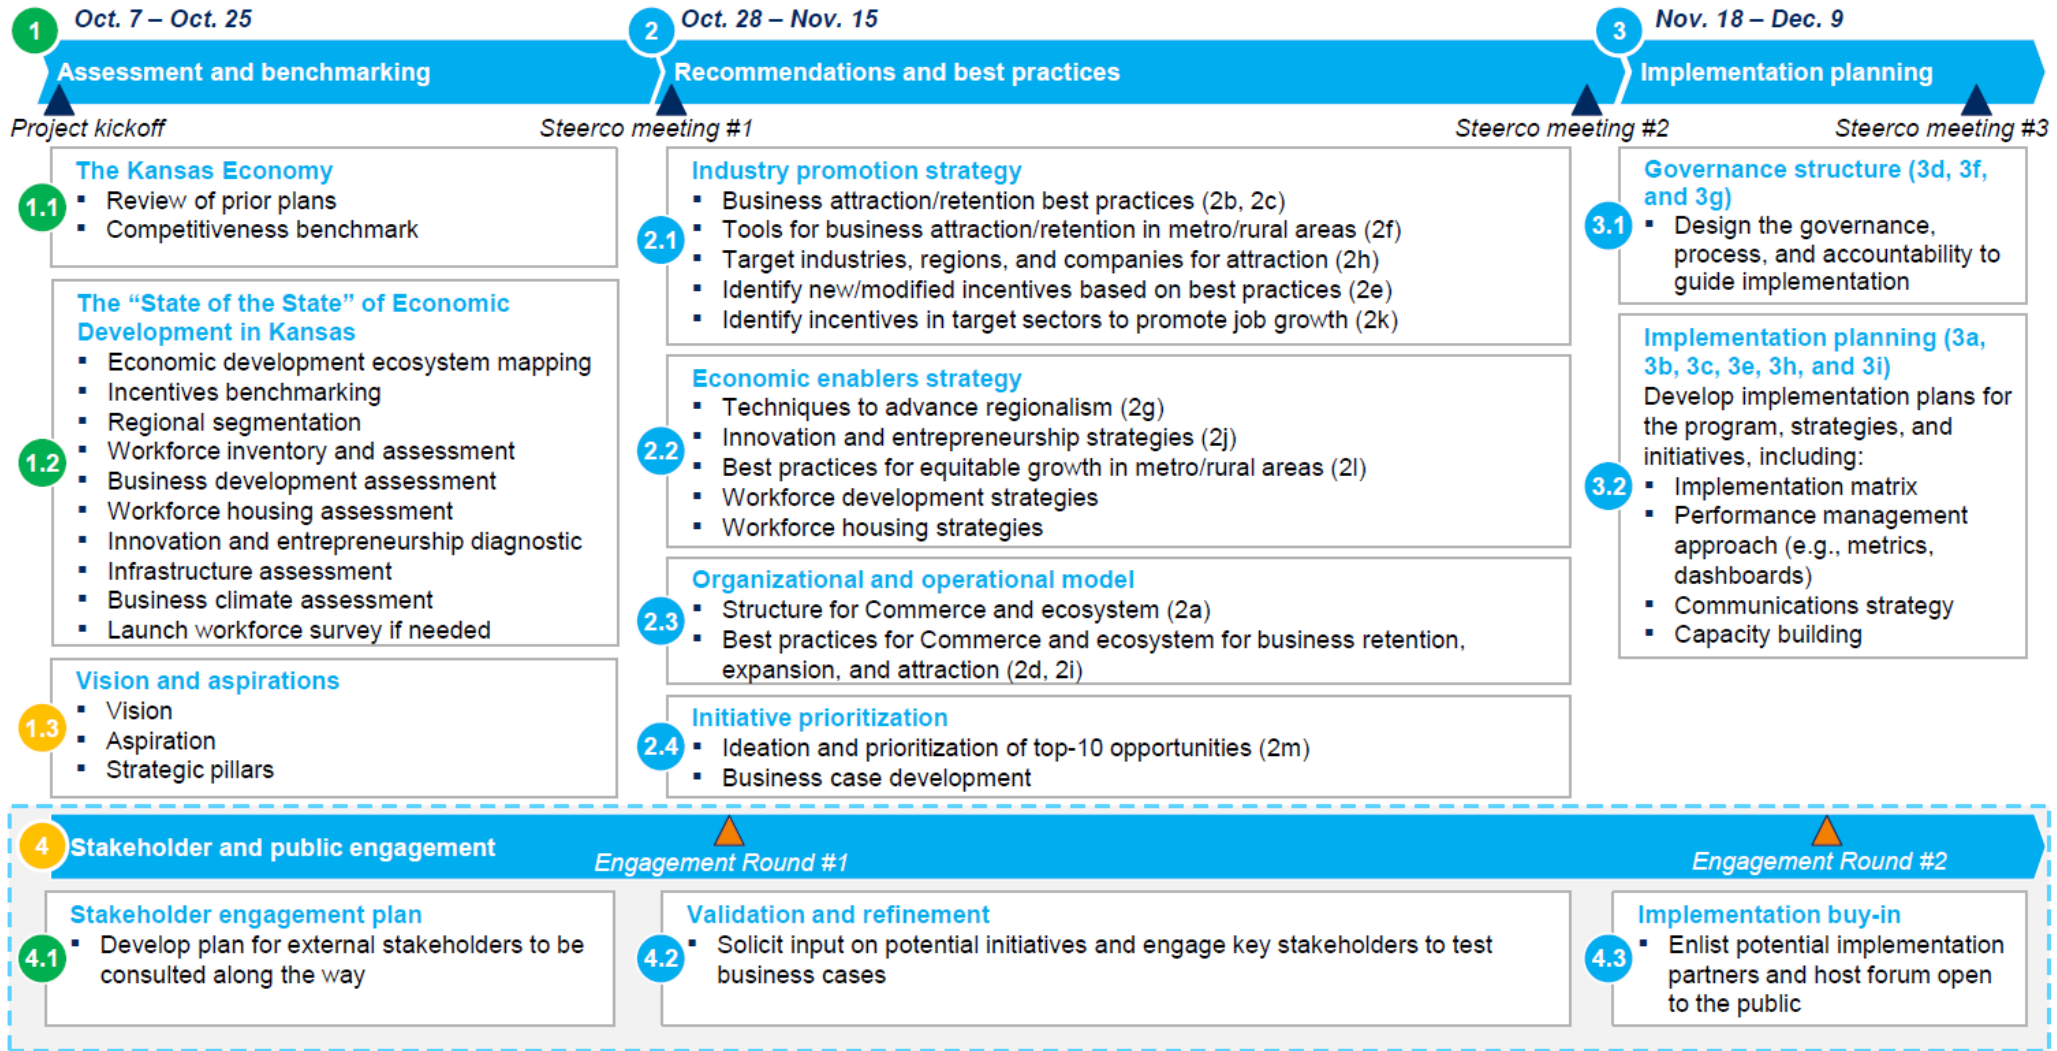 1
Oct. 7 – Oct. 25
2
Oct. 28 – Nov. 15
3
Nov. 18 – Dec. 9
Assessment and benchmarking
Recommendations and best practices
Implementation planning
Project kickoff
Steerco meeting #1
Steerco meeting #2
Steerco meeting #3
1.1
The Kansas Economy
▪ Review of prior plans
▪ Competitiveness benchmark
1.2
The “State of the State” of Economic
Development in Kansas
▪ Economic development ecosystem mapping
▪ Incentives benchmarking
▪ Regional segmentation
▪ Workforce inventory and assessment
▪ Business development assessment
▪ Workforce housing assessment
▪ Innovation and entrepreneurship diagnostic
▪ Infrastructure assessment
▪ Business climate assessment
▪ Launch workforce survey if needed
1.3
Vision and aspirations
▪ Vision
▪ Aspiration
▪ Strategic pillars
2.1
Industry promotion strategy
▪ Business attraction/retention best practices (2b, 2c)
▪ Tools for business attraction/retention in metro/rural areas (2f)
▪ Target industries, regions, and companies for attraction (2h)
▪ Identify new/modified incentives based on best practices (2e)
▪ Identify incentives in target sectors to promote job growth (2k)
2.2
Economic enablers strategy
▪ Techniques to advance regionalism (2g)
▪ Innovation and entrepreneurship strategies (2j)
▪ Best practices for equitable growth in metro/rural areas (2l)
▪ Workforce development strategies
▪ Workforce housing strategies
2.3
Organizational and operational model
▪ Structure for Commerce and ecosystem (2a)
▪ Best practices for Commerce and ecosystem for business retention,
expansion, and attraction (2d, 2i)
2.4
Initiative prioritization
▪ Ideation and prioritization of top-10 opportunities (2m)
▪ Business case development
3.1
Governance structure (3d, 3f,
and 3g)
▪ Design the governance,
process, and accountability to
guide implementation
3.2
Implementation planning (3a,
3b, 3c, 3e, 3h, and 3i)
Develop implementation plans for
the program, strategies, and
initiatives, including:
▪ Implementation matrix
▪ Performance management
approach (e.g., metrics,
dashboards)
▪ Communications strategy
▪ Capacity building
4
Stakeholder and public engagement
Engagement Round #1
Engagement Round #2
4.1
Stakeholder engagement plan
▪ Develop plan for external stakeholders to be
consulted along the way
4.2
Validation and refinement
▪ Solicit input on potential initiatives and engage key stakeholders to test
business cases
4.3
Implementation buy-in
▪ Enlist potential implementation
partners and host forum open
to the public